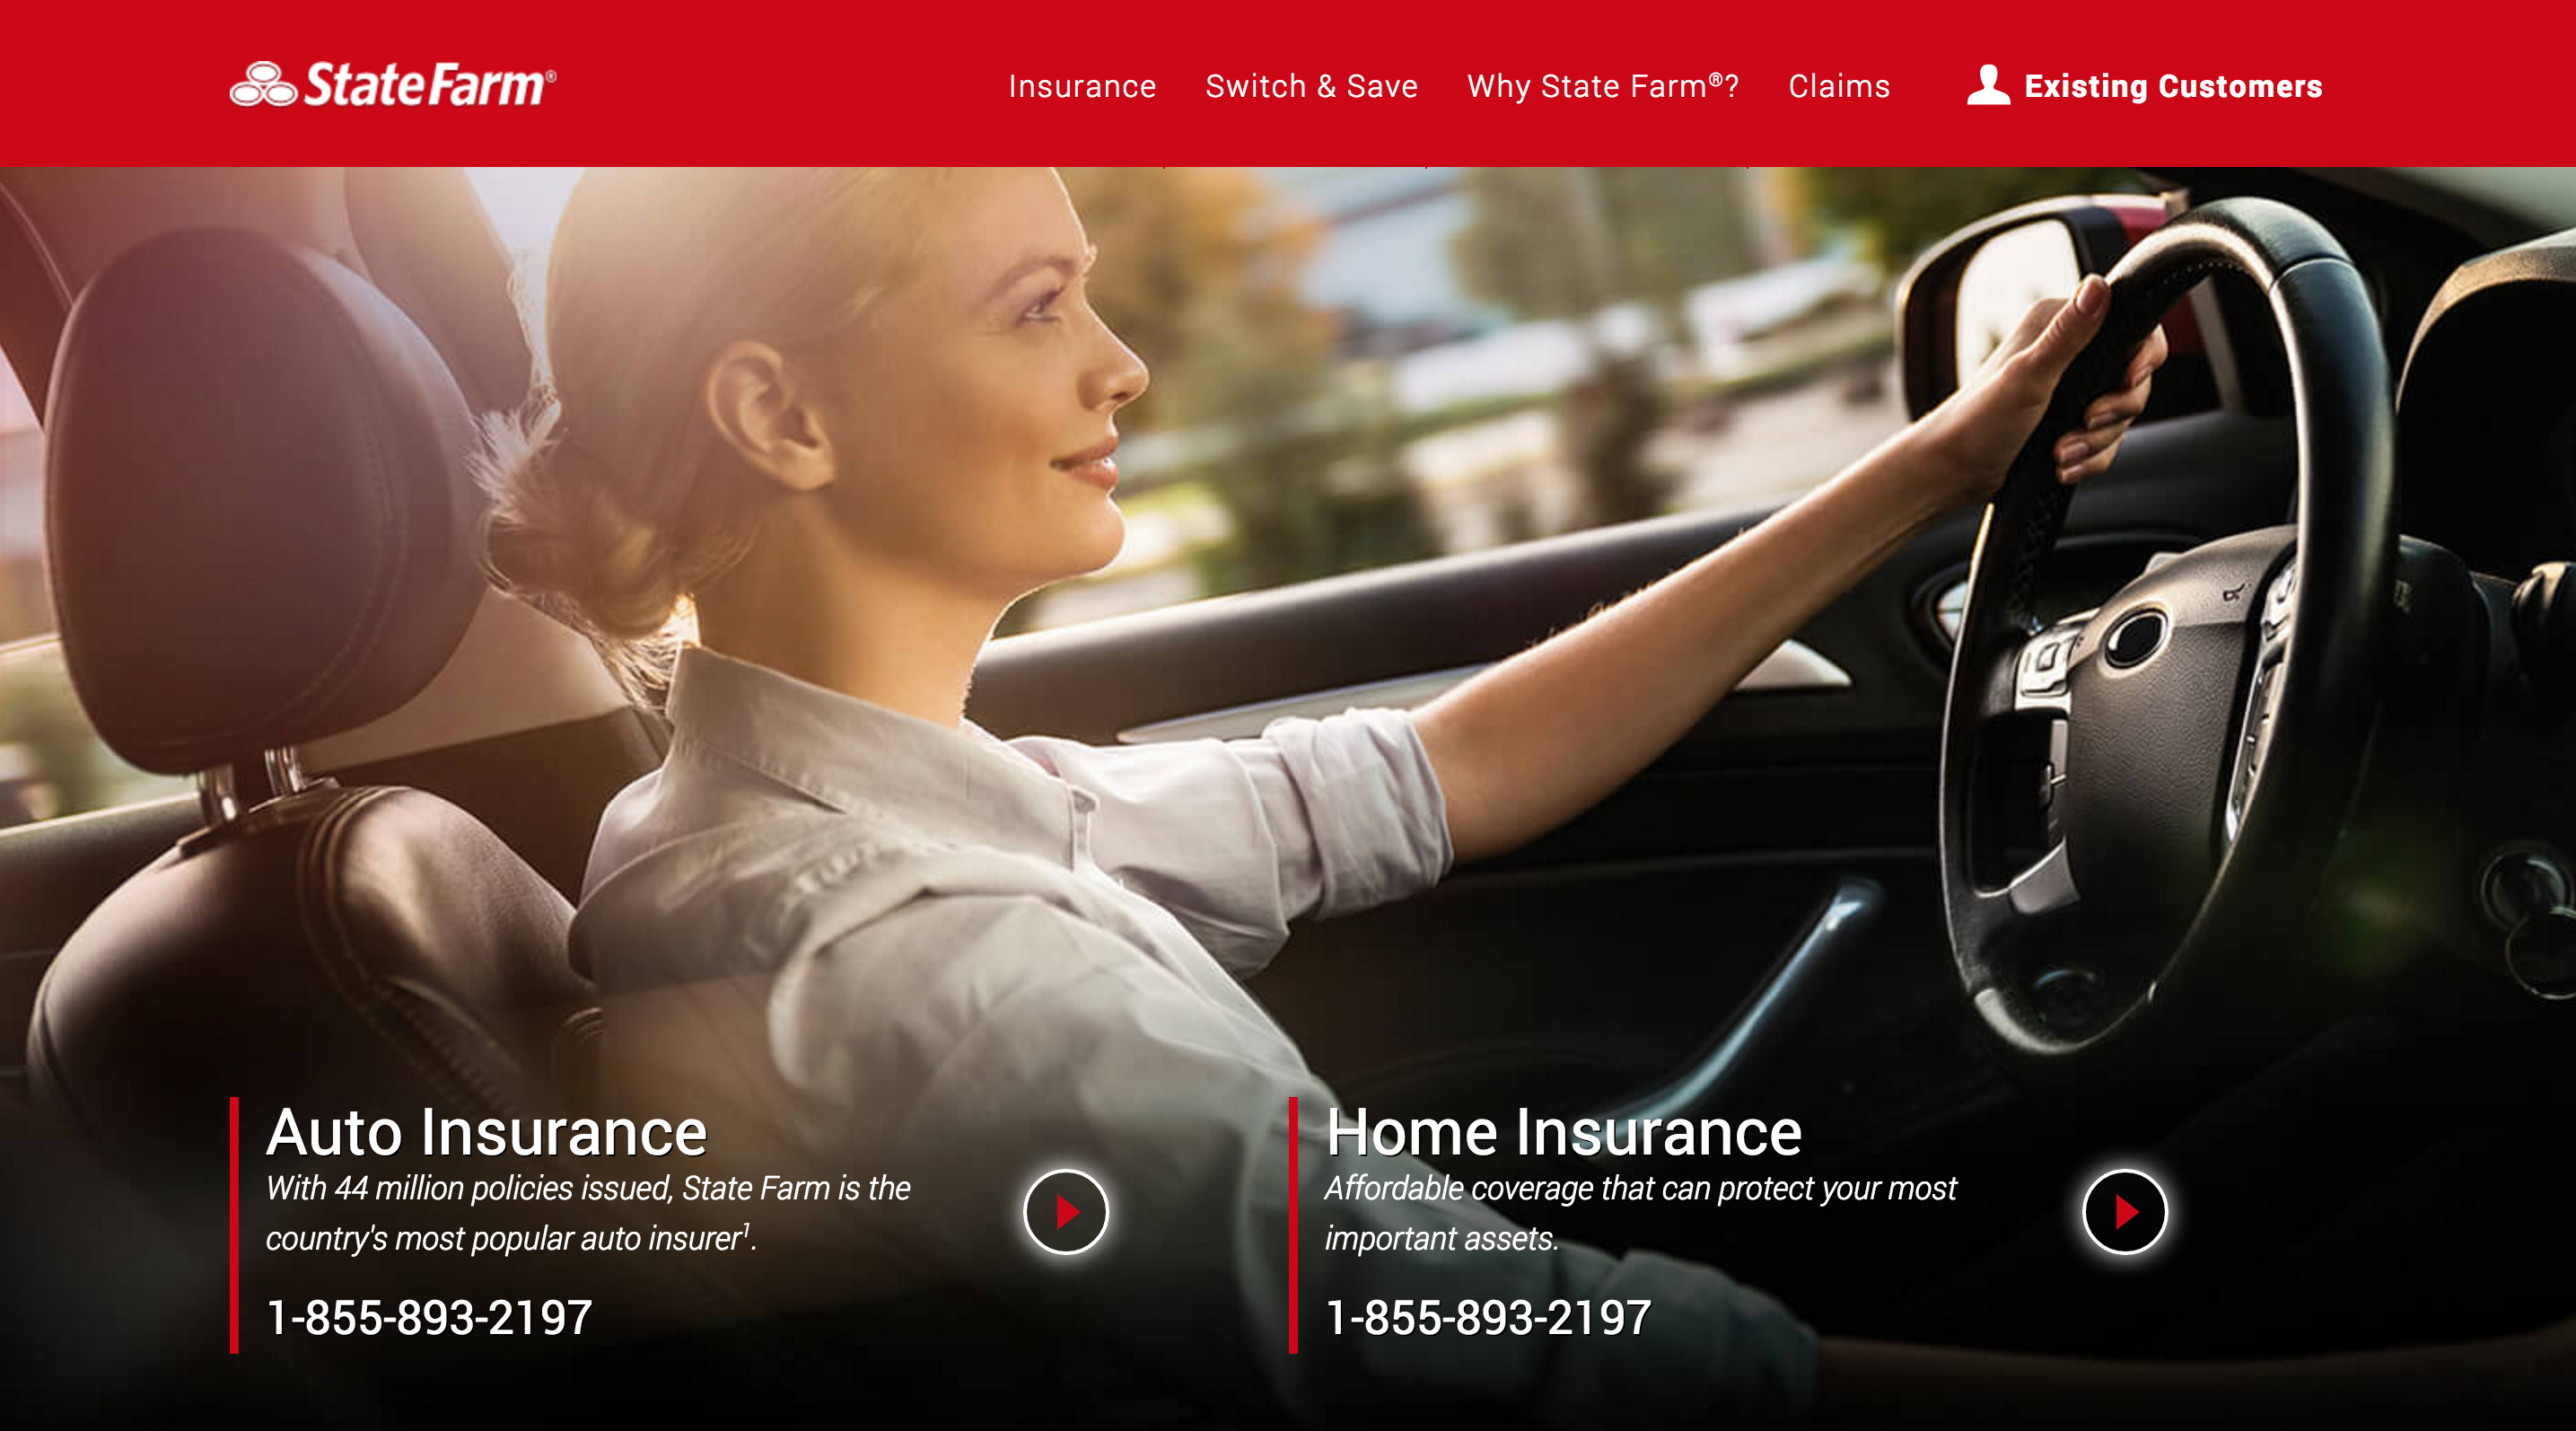 StateFarm®
Insurance
Switch & Save
Why State Farm®?
Claims
Existing Customers
Auto Insurance
With 44 million policies issued, State Farm is the
country's most popular auto insurer¹.
1-855-893-2197
Home Insurance
Affordable coverage that can protect your most
important assets.
1-855-893-2197